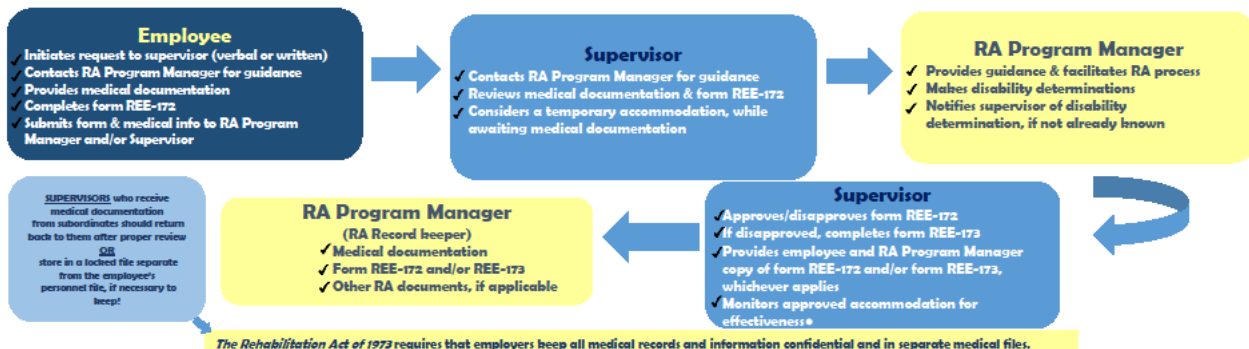 Employee
✓ Initiates request to supervisor (verbal or written)
✓ Contacts RA Program Manager for guidance
✓ Provides medical documentation
✓ Completes form REE-172
✓ Submits form & medical info to RA Program
Manager and/or Supervisor
Supervisor
✓ Contacts RA Program Manager for guidance
✓ Reviews medical documentation & form REE-172
✓ Considers a temporary accommodation, while
awaiting medical documentation
RA Program Manager
✓ Provides guidance & facilitates RA process
✓ Makes disability determinations
✓ Notifies supervisor of disability
determination, if not already known
SUPERVISORS who receive
medical documentation
from subordinates should return
back to them after proper review
OR
store in a locked file separate
from the employee's
personnel file, if necessary to
keep!
RA Program Manager
(RA Record keeper)
✓ Medical documentation
✓ Form REE-172 and/or REE-173
✓ Other RA documents, if applicable
Supervisor
✓ Approves/disapproves form REE-172
✓ If disapproved, completes form REE-173
✓ Provides employee and RA Program Manager
copy of form REE-172 and/or form REE-173,
whichever applies
✓ Monitors approved accommodation for
effectiveness●
The Rehabilitation Act of 1973 requires that employers keep all medical records and information confidential and in separate medical files.